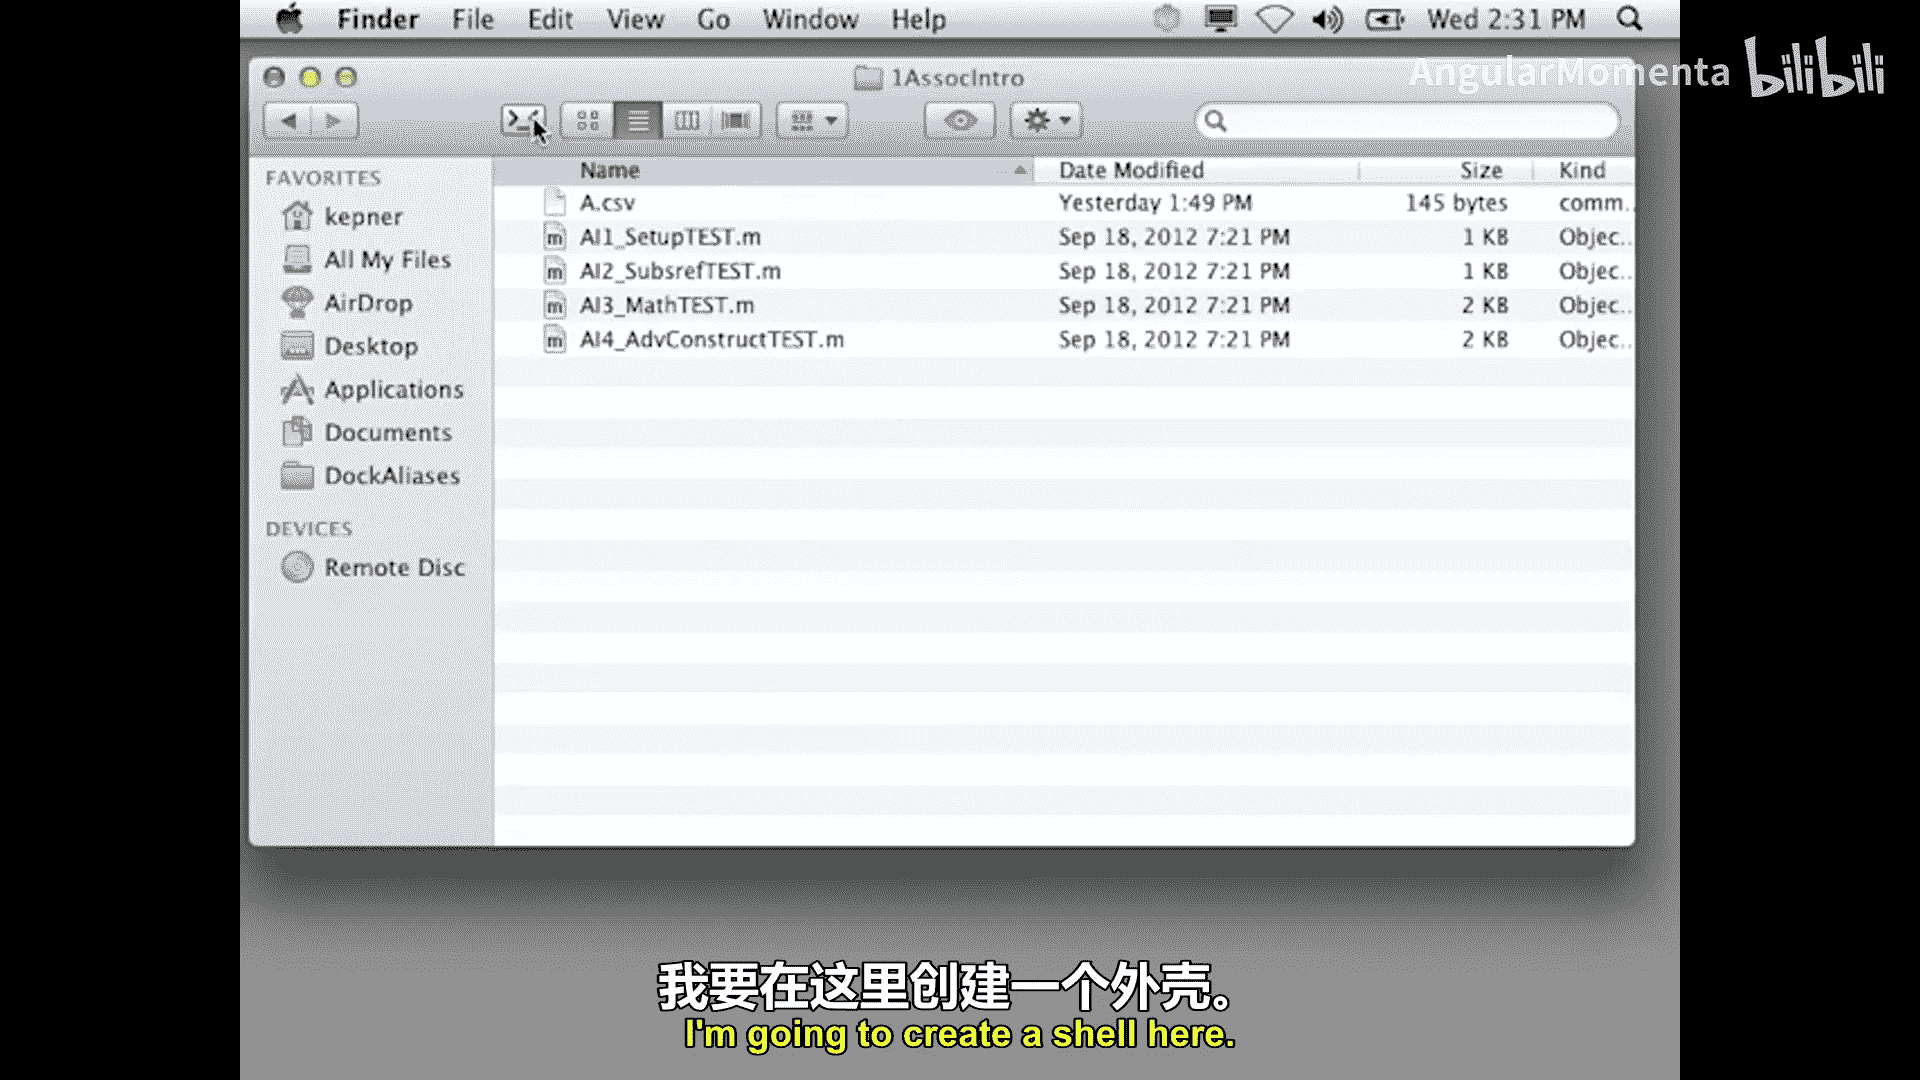 Finder File Edit View Go Window Help Wed 2:31 PM
AngularMomenta bilibili
1AssocIntro
FAVORITES
kepner
All My Files
AirDrop
Desktop
Applications
Documents
DockAliases
DEVICES
Remote Disc
Name Date Modified Size Kind
A.csv Yesterday 1:49 PM 145 bytes comm...
AI1_SetupTEST.m Sep 18, 2012 7:21 PM 1 KB Objec...
AI2_SubsrefTEST.m Sep 18, 2012 7:21 PM 1 KB Objec...
AI3_MathTEST.m Sep 18, 2012 7:21 PM 2 KB Objec...
AI4_AdvConstructTEST.m Sep 18, 2012 7:21 PM 2 KB Objec...
我要在这里创建一个外壳。
I'm going to create a shell here.